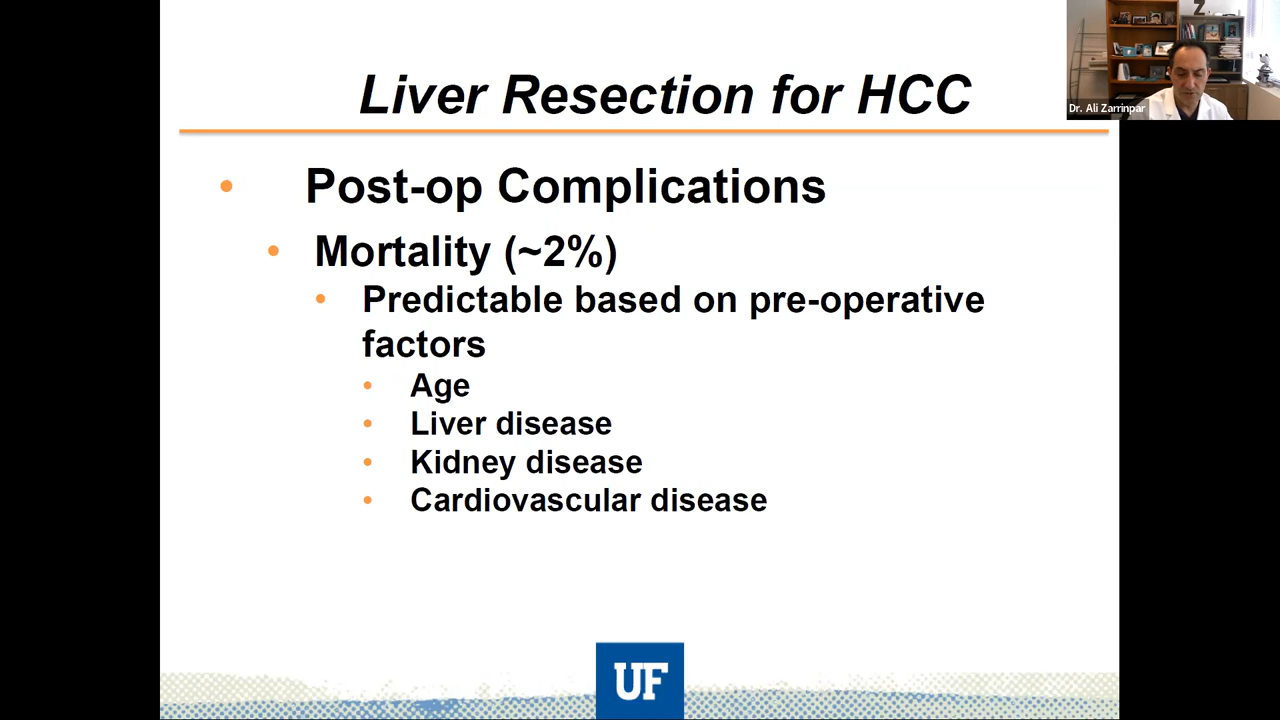 Liver Resection for HCC
Z
Dr. Ali Zarrinpar
• Post-op Complications
• Mortality (~2%)
• Predictable based on pre-operative
factors
• Age
• Liver disease
• Kidney disease
• Cardiovascular disease
UF